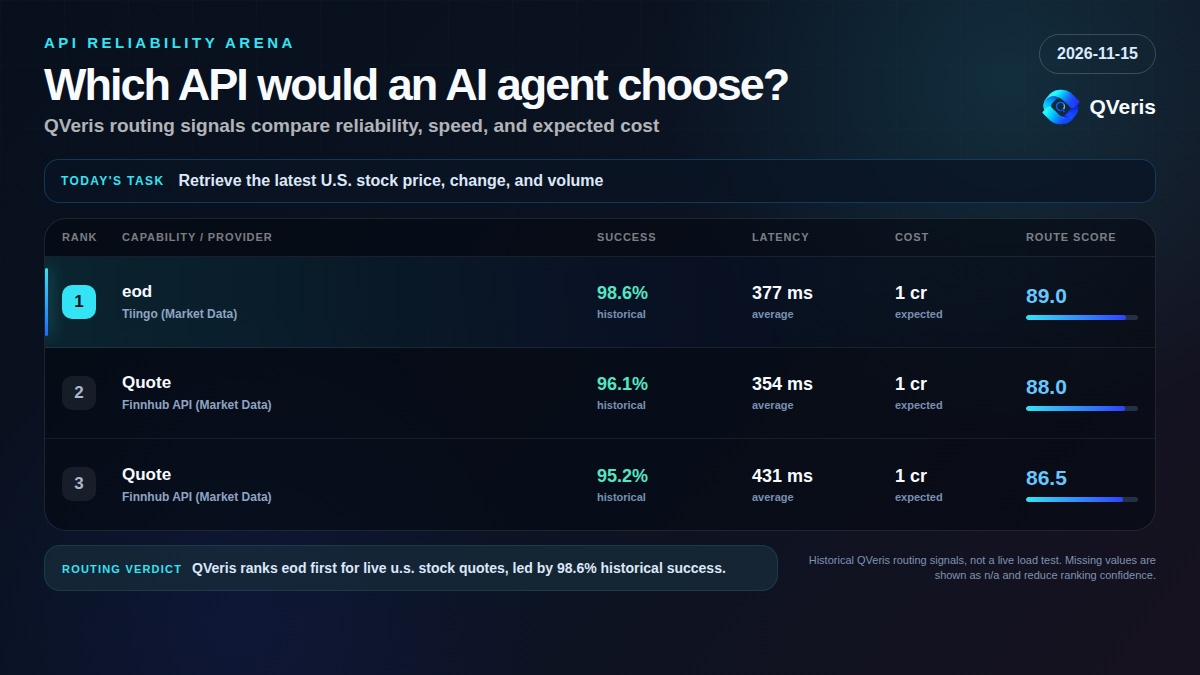 API RELIABILITY ARENA
Which API would an AI agent choose?
QVeris routing signals compare reliability, speed, and expected cost
2026-11-15
QVeris
TODAY'S TASK Retrieve the latest U.S. stock price, change, and volume
RANK CAPABILITY / PROVIDER SUCCESS LATENCY COST ROUTE SCORE
1 eod 98.6% 377 ms 1 cr 89.0
Tiingo (Market Data) historical average expected
2 Quote 96.1% 354 ms 1 cr 88.0
Finnhub API (Market Data) historical average expected
3 Quote 95.2% 431 ms 1 cr 86.5
Finnhub API (Market Data) historical average expected
ROUTING VERDICT QVeris ranks eod first for live u.s. stock quotes, led by 98.6% historical success.
Historical QVeris routing signals, not a live load test. Missing values are
shown as n/a and reduce ranking confidence.